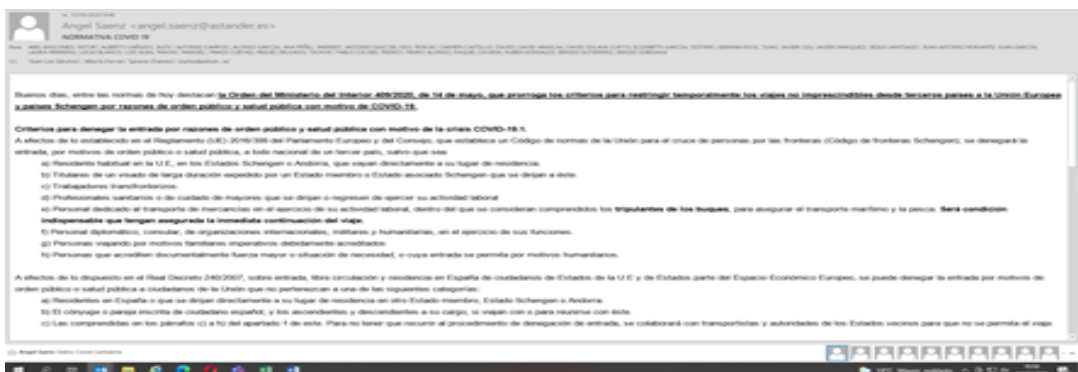 Angel Saenz <angel.saenz@astander.es>
NORMATIVA COVID 19
Buenos días, entre las normas de hoy destacan la Orden del Ministerio del Interior 409/2020, de 14 de mayo, que prorroga los criterios para restringir temporalmente los viajes no imprescindibles desde terceros países a la Unión Europea
y países Schengen por razones de orden público y salud pública con motivo de COVID-19.
Criterios para denegar la entrada por razones de orden público y salud pública con motivo de la crisis COVID-19.1.
A efectos de lo establecido en el Reglamento (UE) 2016/399 del Parlamento Europeo y del Consejo, que establece un Código de normas de la Unión para el cruce de personas por las fronteras (Código de fronteras Schengen), se denegará la
entrada, por motivos de orden público o salud pública, a todo nacional de un tercer país, salvo que sea:
a) Residente habitual en la U.E, en los Estados Schengen o Andorra, que vayan directamente a su lugar de residencia.
b) Titulares de un visado de larga duración expedido por un Estado miembro o Estado asociado Schengen que se dirijan a éste.
c) Trabajadores transfronterizos.
d) Profesionales sanitarios o de cuidado de mayores que se dirijan o regresen de ejercer su actividad laboral
e) Personal dedicado al transporte de mercancías en el ejercicio de su actividad laboral, dentro del que se consideran comprendidos los tripulantes de los buques, para asegurar el transporte marítimo y la pesca. Será condición
indispensable que tengan asegurada la inmediata continuación del viaje.
f) Personal diplomático, consular, de organizaciones internacionales, militares y humanitarias, en el ejercicio de sus funciones.
g) Personas viajando por motivos familiares imperativos debidamente acreditados.
h) Personas que acrediten documentalmente fuerza mayor o situación de necesidad, o cuya entrada se permita por motivos humanitarios.
A efectos de lo dispuesto en el Real Decreto 240/2007, sobre entrada, libre circulación y residencia en España de ciudadanos de Estados de la U.E y de Estados parte del Espacio Económico Europeo, se puede denegar la entrada por motivos de
orden público o salud pública a ciudadanos de la Unión que no pertenezcan a una de las siguientes categorías:
a) Residentes en España o que se dirijan directamente a su lugar de residencia en otro Estado miembro, Estado Schengen o Andorra.
b) El cónyuge o pareja inscrita de ciudadano español, y los ascendientes y descendientes a su cargo, si viajan con o para reunirse con éste.
c) Las comprendidas en los párrafos c) a h) del apartado 1 de este. Para no tener que recurrir al procedimiento de denegación de entrada, se colaborará con transportistas y autoridades de los Estados vecinos para que no se permita el viaje.